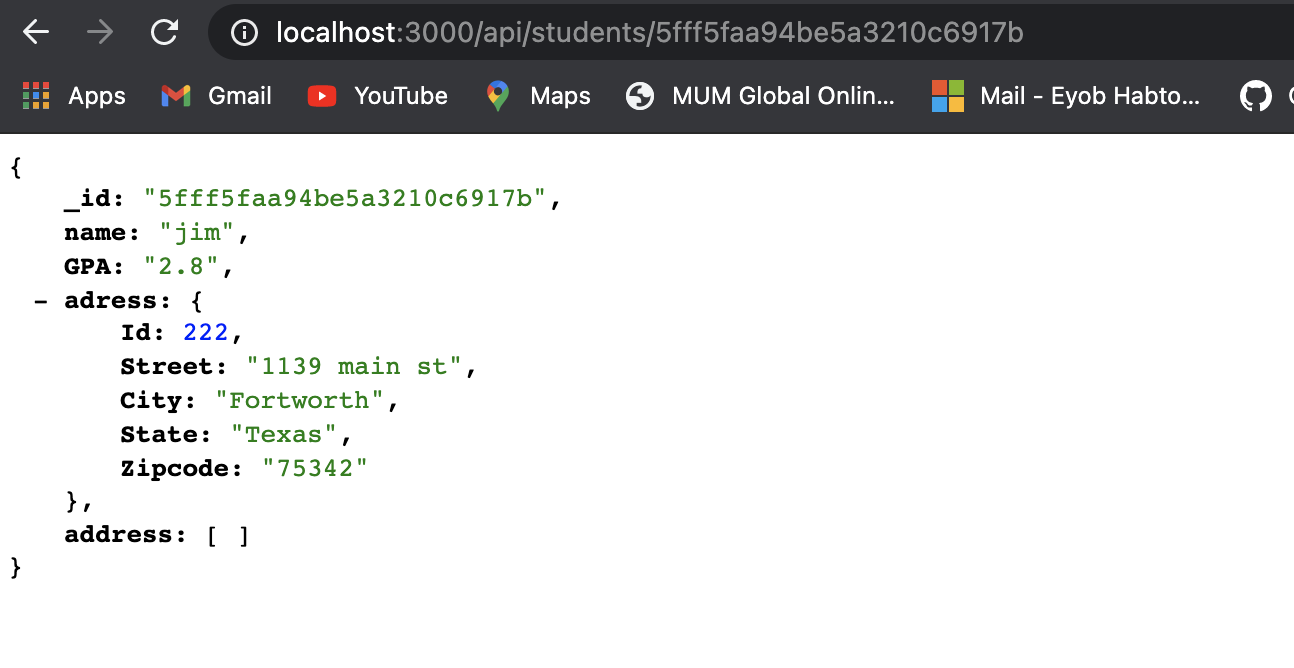 localhost:3000/api/students/5fff5faa94be5a3210c6917b
Apps Gmail YouTube Maps MUM Global Onlin... Mail - Eyob Habto...
{
_id: "5fff5faa94be5a3210c6917b",
name: "jim",
GPA: "2.8",
- adress: {
Id: 222,
Street: "1139 main st",
City: "Fortworth",
State: "Texas",
Zipcode: "75342"
},
address: [ ]
}